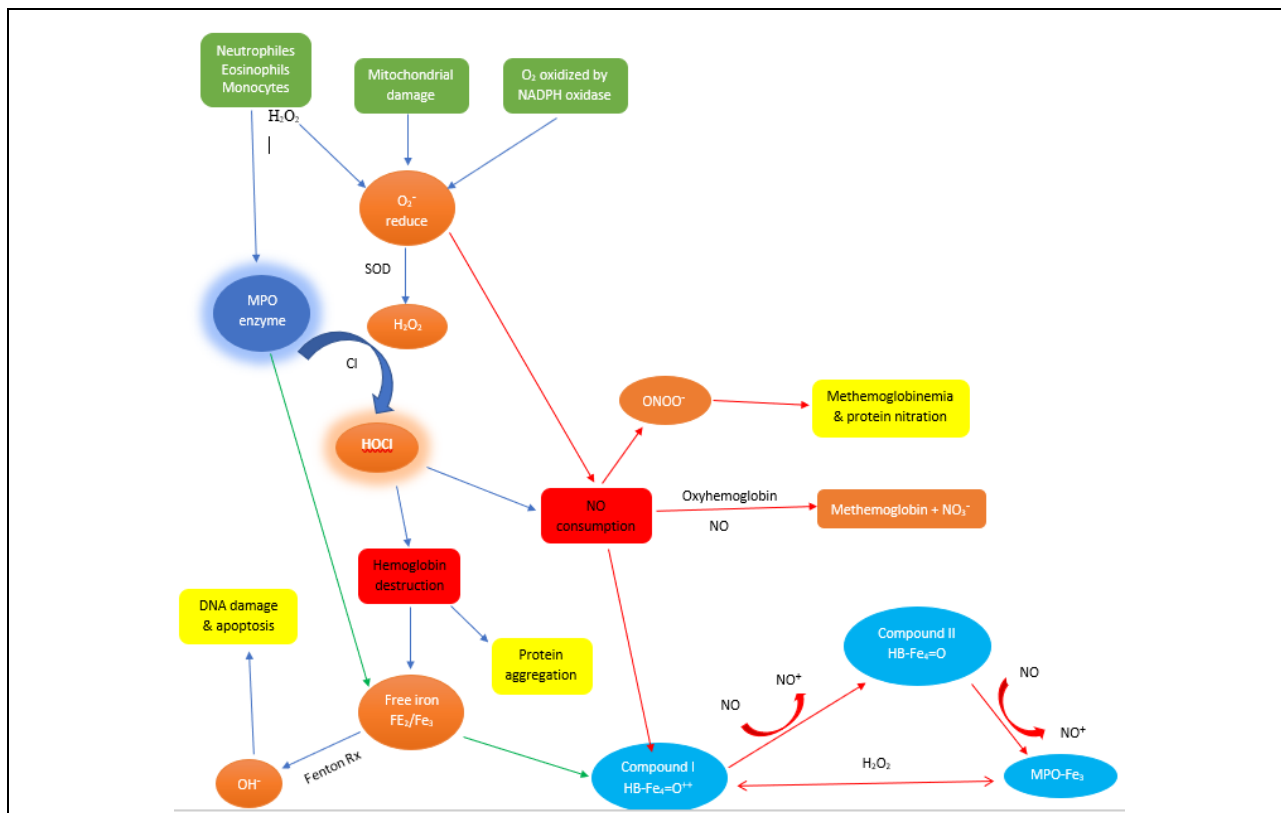 Neutrophiles
Eosinophils
Monocytes
Mitochondrial
damage
O₂ oxidized by
NADPH oxidase
H₂O₂
O₂⁻
reduce
SOD
MPO
enzyme
H₂O₂
Cl
HOCl
ONOO⁻
Methemoglobinemia
& protein nitration
NO
consumption
Oxyhemoglobin
NO
Methemoglobin + NO₃⁻
Hemoglobin
destruction
DNA damage
& apoptosis
Protein
aggregation
Compound II
HB-Fe₄=O
NO
NO⁺
NO
NO⁺
Free iron
FE₂/Fe₃
Fenton Rx
OH⁻
Compound I
HB-Fe₄=O⁺⁺
H₂O₂
MPO-Fe₃